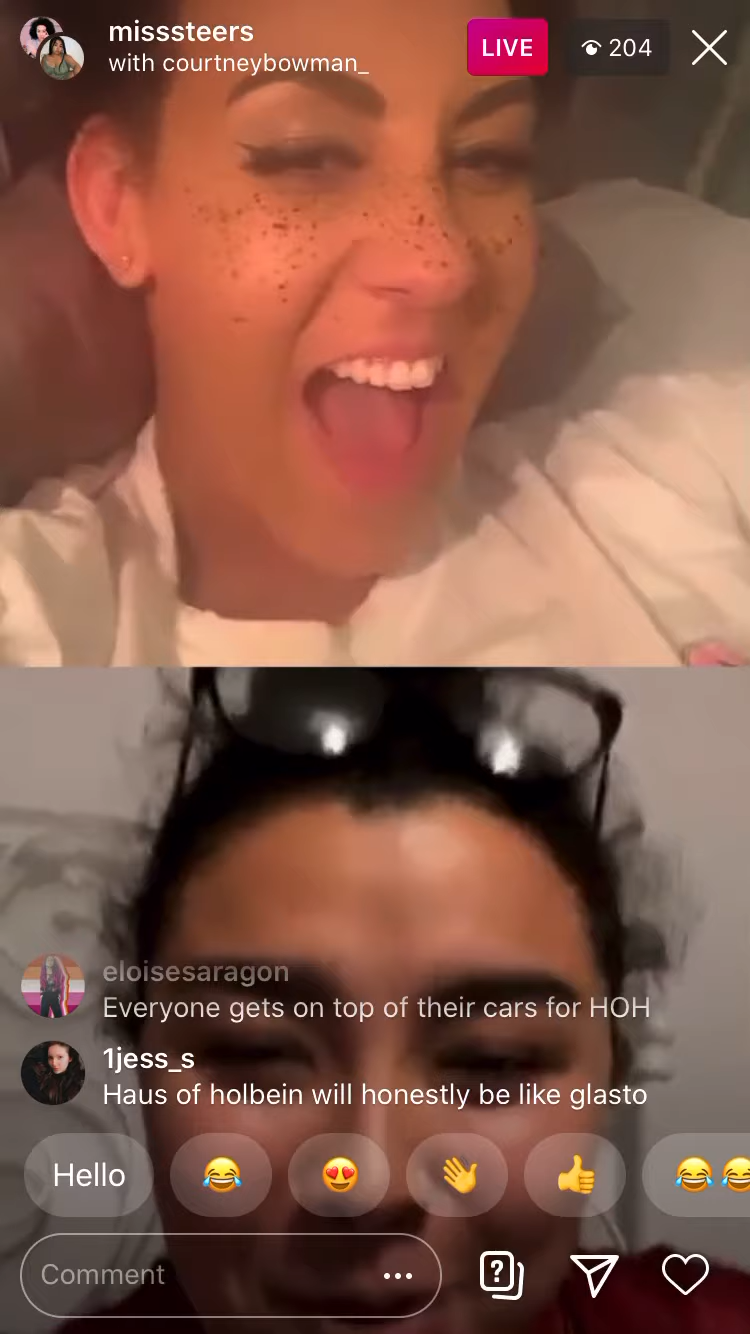 misssteers
with courtneybowman_
LIVE
204
eloisesaragon
Everyone gets on top of their cars for HOH
1jess_s
Haus of holbein will honestly be like glasto
Hello
Comment